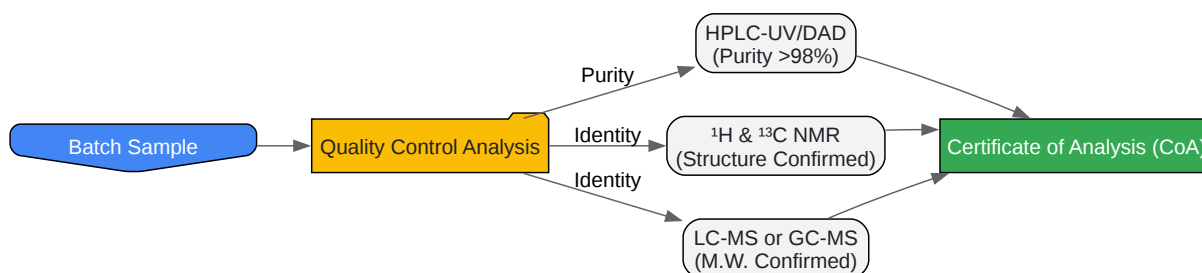 HPLC-UV/DAD
(Purity >98%)
Purity
Batch Sample
Quality Control Analysis
Identity
¹H & ¹³C NMR
(Structure Confirmed)
Certificate of Analysis (CoA)
Identity
LC-MS or GC-MS
(M.W. Confirmed)